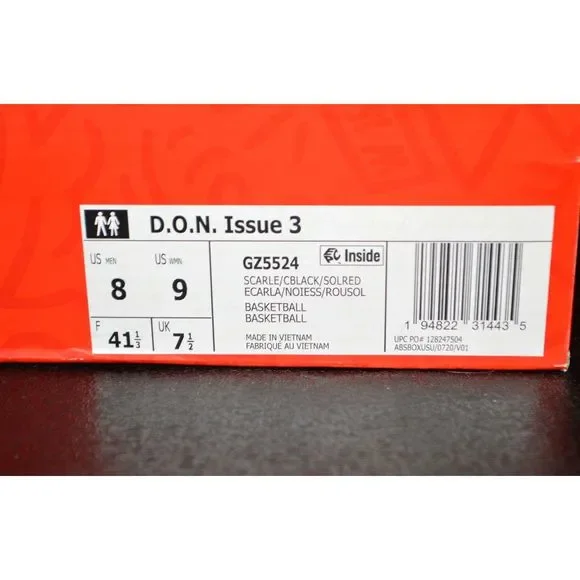 D.O.N. Issue 3
US MEN
8
US WMN
9
F
41 1/3
UK
7 1/2
GZ5524
Inside
SCARLE/CBLACK/SOLRED
ECARLA/NOIESS/ROUSOL
BASKETBALL
BASKETBALL
MADE IN VIETNAM
FABRIQUÉ AU VIETNAM
1 94822 31443 5
UPC PO# 128247504
ABSBOXUSU/0720/V01